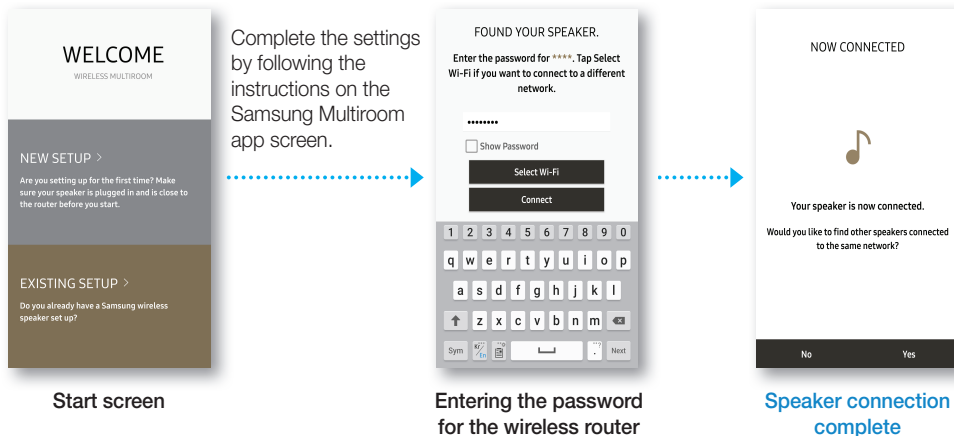 WELCOME
WIRELESS MULTIROOM
NEW SETUP >
Are you setting up for the first time? Make
sure your speaker is plugged in and is close to
the router before you start.
EXISTING SETUP >
Do you already have a Samsung wireless
speaker set up?
Start screen
Complete the settings
by following the
instructions on the
Samsung Multiroom
app screen.
FOUND YOUR SPEAKER.
Enter the password for ****. Tap Select
Wi-Fi if you want to connect to a different
network.
••••••••
Show Password
Select Wi-Fi
Connect
1 2 3 4 5 6 7 8 9 0
q w e r t y u i o p
a s d f g h j k l
z x c v b n m
Sym En . Next
Entering the password
for the wireless router
NOW CONNECTED
Your speaker is now connected.
Would you like to find other speakers connected
to the same network?
No Yes
Speaker connection
complete